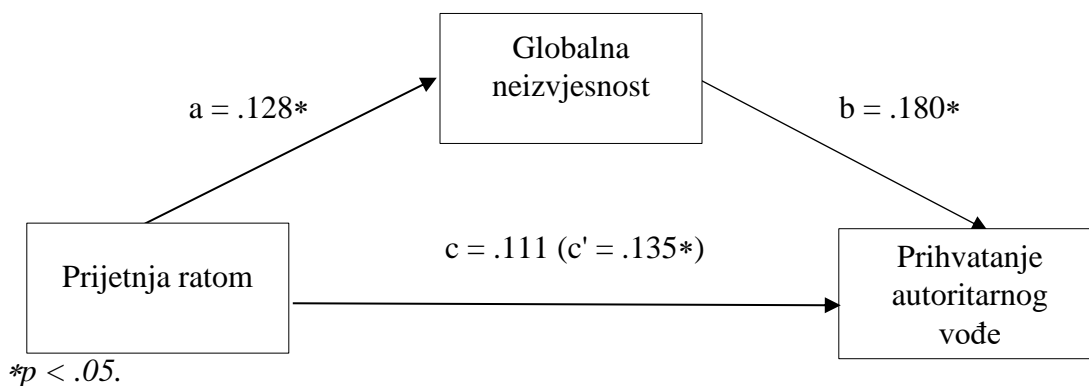 Globalna
neizvjesnost
a = .128*
b = .180*
c = .111 (c' = .135*)
Prijetnja ratom
Prihvatanje
autoritarnog
vođe
*p < .05.